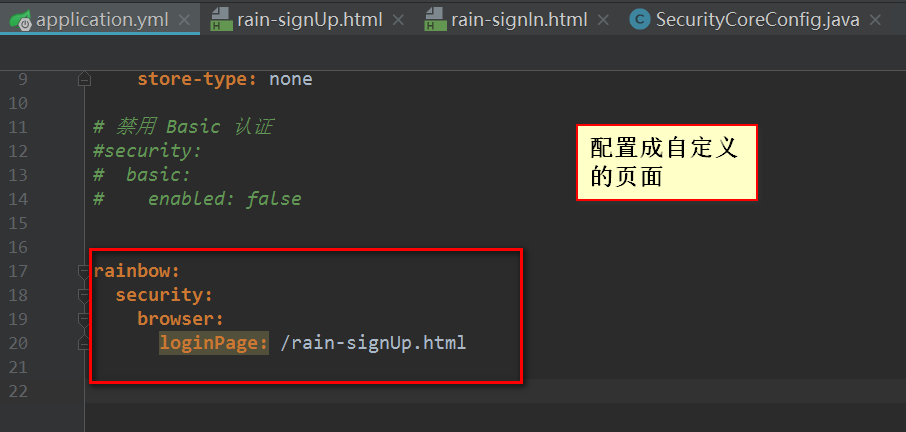 application.yml rain-signUp.html rain-signIn.html SecurityCoreConfig.java
9 store-type: none
10
11 # 禁用 Basic 认证
12 #security:
13 #  basic:
14 #    enabled: false
15
16
17 rainbow:
18   security:
19     browser:
20       loginPage: /rain-signUp.html
21
22
配置成自定义
的页面